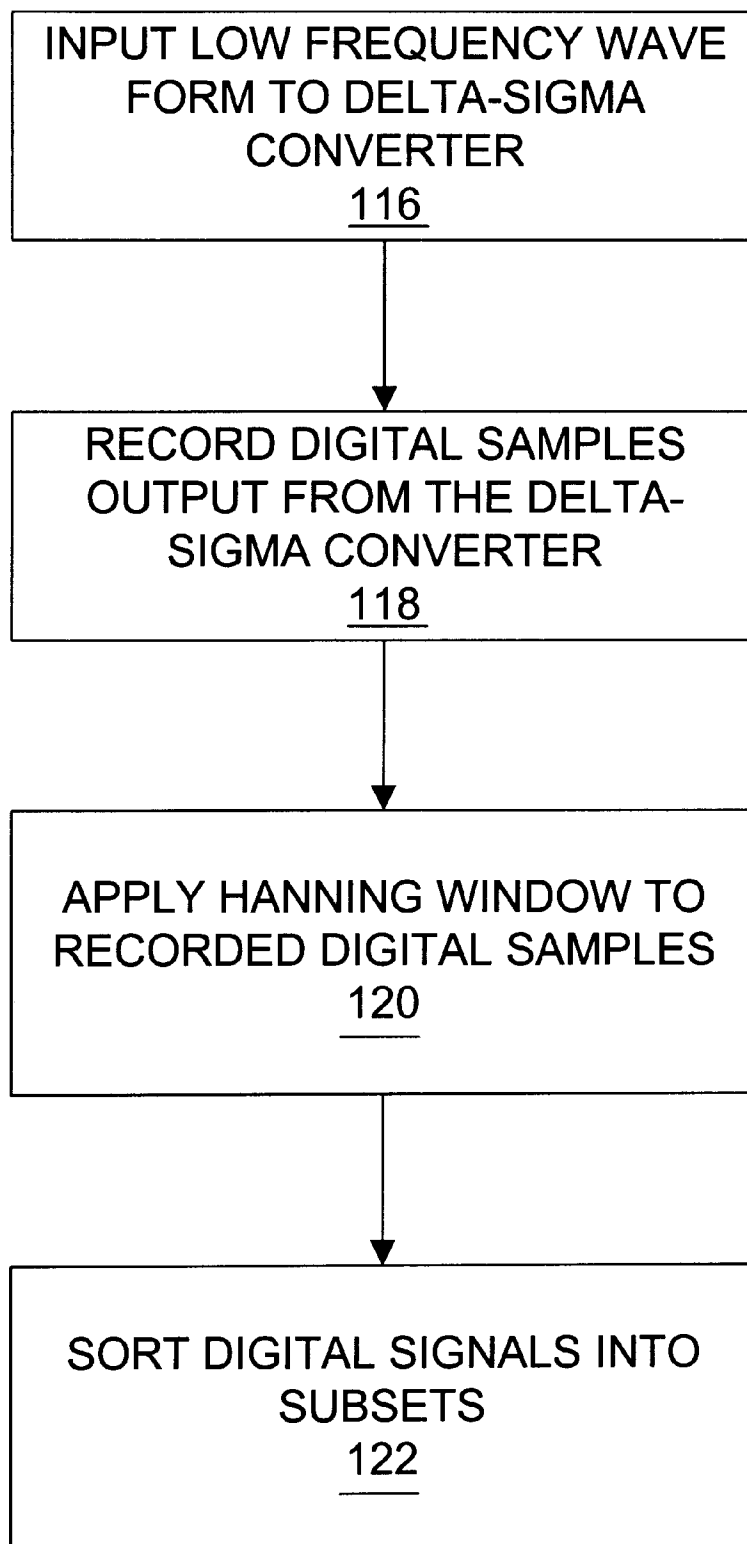 INPUT LOW FREQUENCY WAVE
FORM TO DELTA-SIGMA
CONVERTER
116
RECORD DIGITAL SAMPLES
OUTPUT FROM THE DELTA-
SIGMA CONVERTER
118
APPLY HANNING WINDOW TO
RECORDED DIGITAL SAMPLES
120
SORT DIGITAL SIGNALS INTO
SUBSETS
122